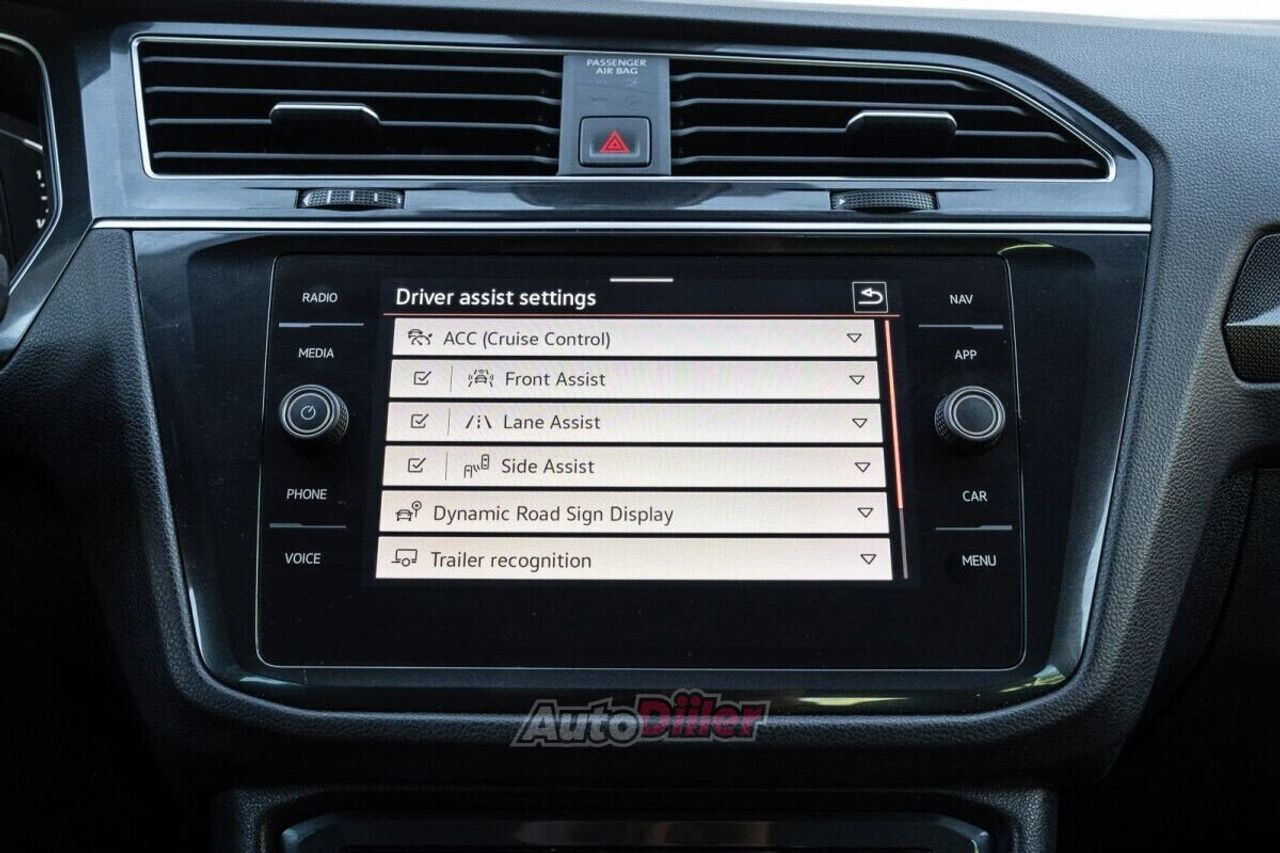 PASSENGER
AIR BAG
RADIO
MEDIA
PHONE
VOICE
Driver assist settings
ACC (Cruise Control)
Front Assist
Lane Assist
Side Assist
Dynamic Road Sign Display
Trailer recognition
NAV
APP
CAR
MENU
AutoDiiler